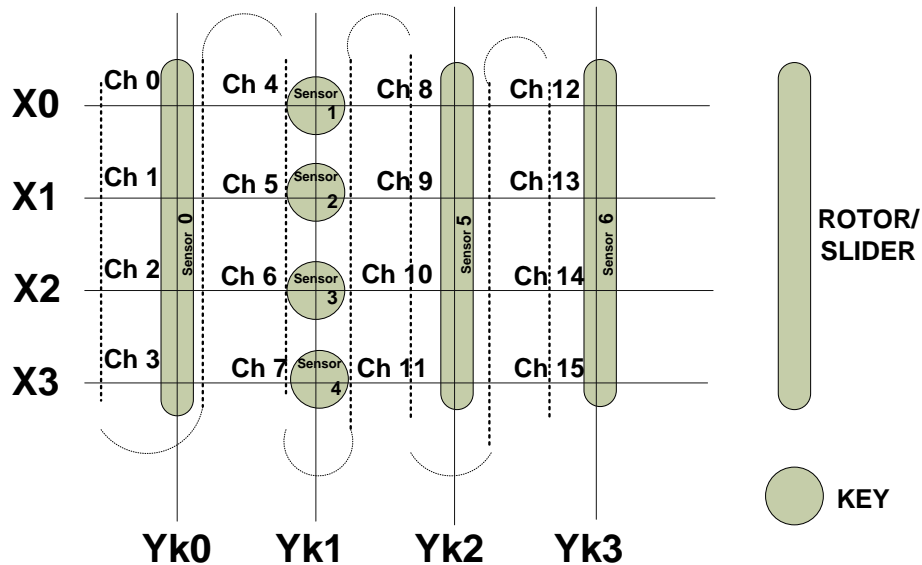 X0
Ch 0
Ch 4
Sensor
1
Ch 8
Ch 12
X1
Ch 1
Ch 5
Sensor
2
Ch 9
Ch 13
Sensor 0
Sensor 5
Sensor 6
X2
Ch 2
Ch 6
Sensor
3
Ch 10
Ch 14
X3
Ch 3
Ch 7
Sensor
4
Ch 11
Ch 15
Yk0
Yk1
Yk2
Yk3
ROTOR/
SLIDER
KEY